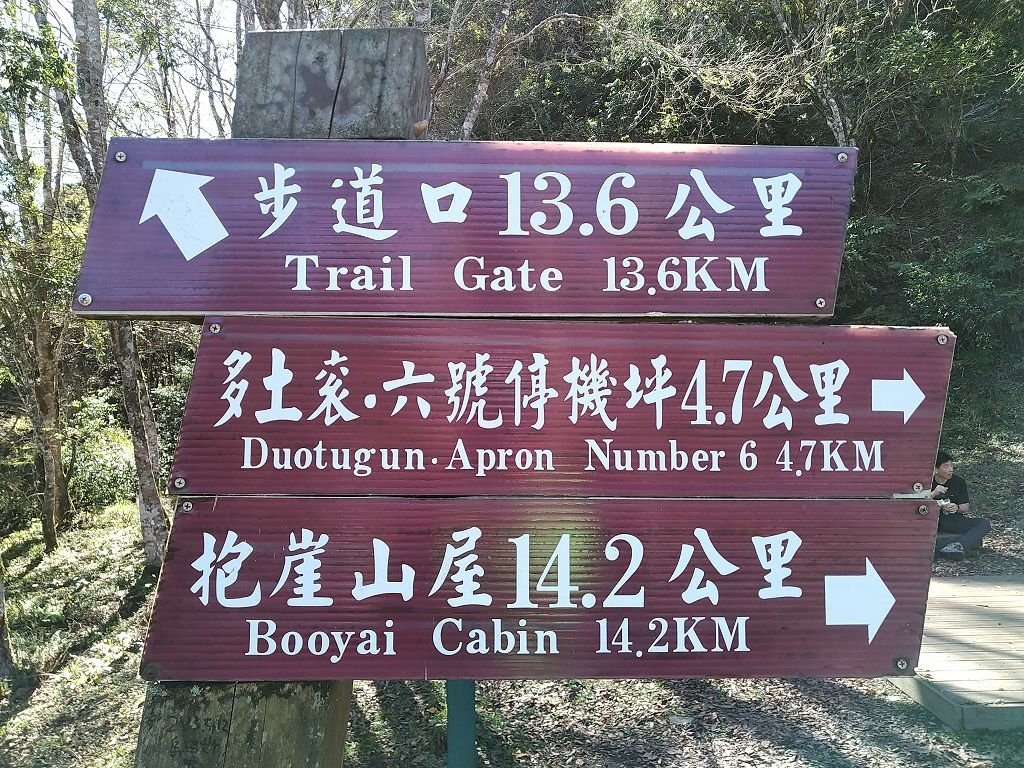 步道口 13.6 公里
Trail Gate 13.6KM
多土袞·六號停機坪4.7公里
Duotugun·Apron Number 6 4.7KM
抱崖山屋14.2公里
Booyai Cabin 14.2KM